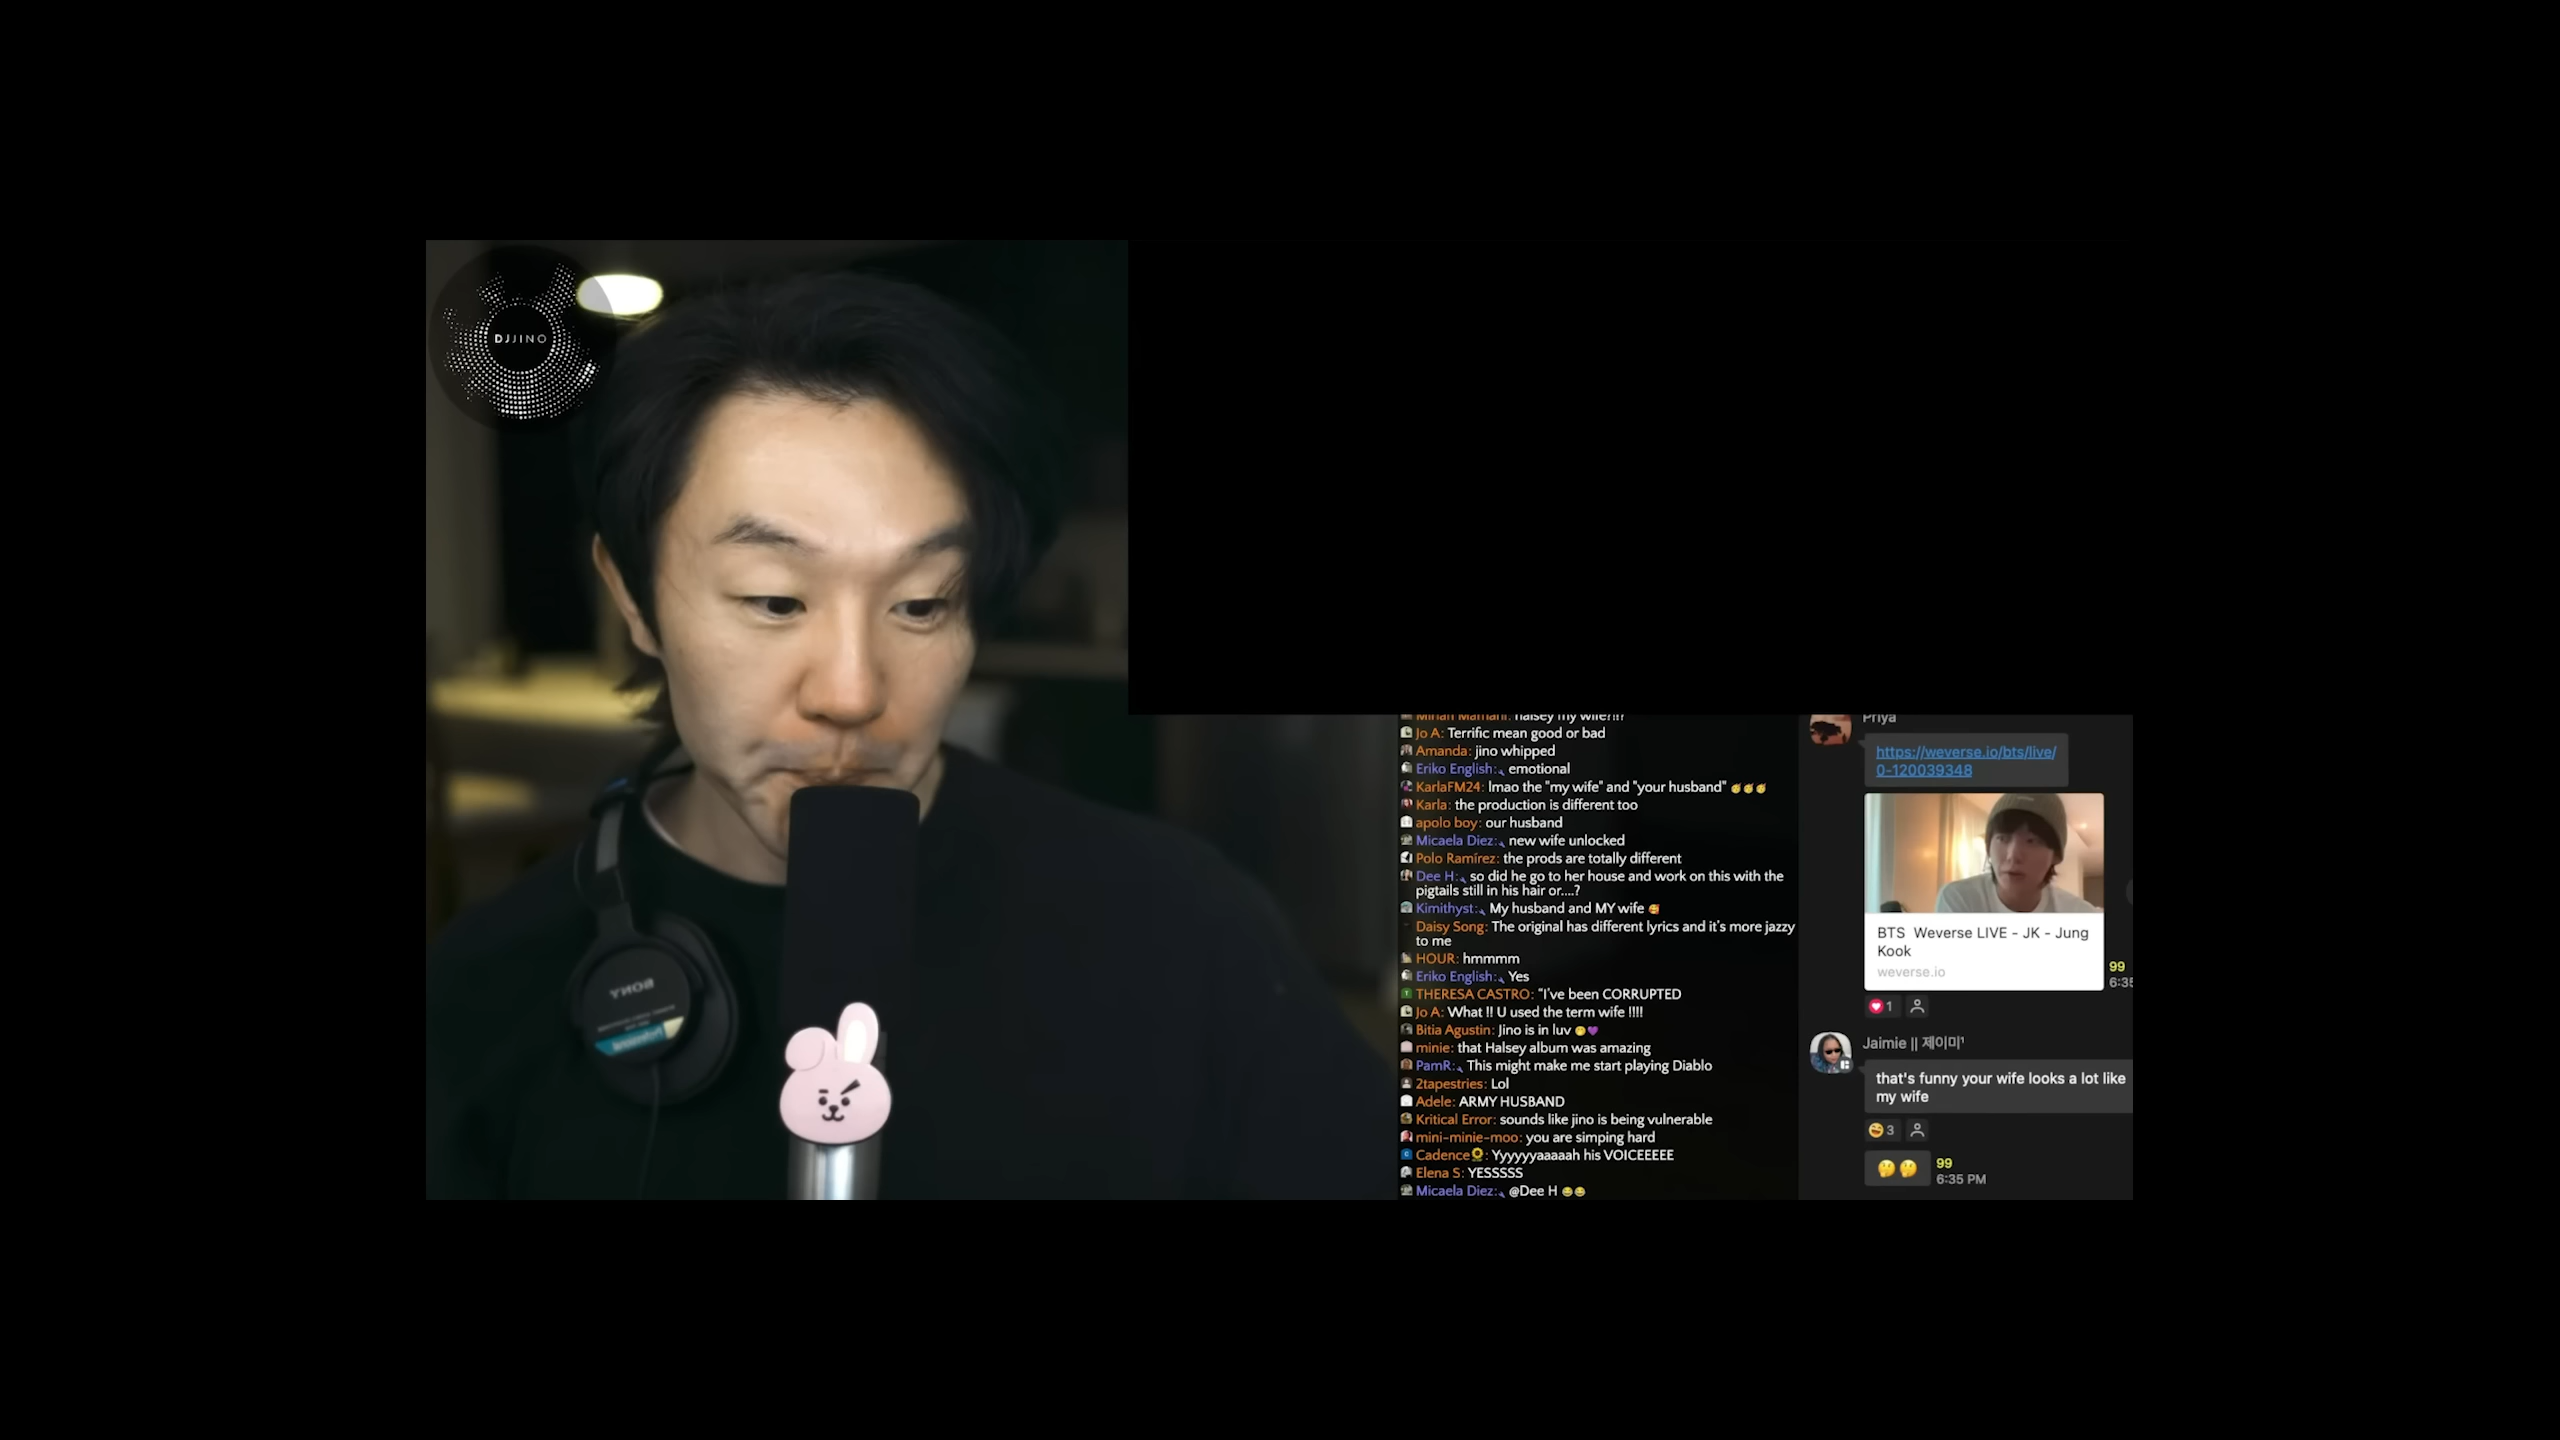 DJJINO
SONY
Professional
Minan Mamani: halsey my wife?!?
Jo A: Terrific mean good or bad
Amanda: jino whipped
Eriko English: emotional
KarlaFM24: lmao the "my wife" and "your husband" 🥳🥳🥳
Karla: the production is different too
apolo boy: our husband
Micaela Diez: new wife unlocked
Polo Ramírez: the prods are totally different
Dee H: so did he go to her house and work on this with the
pigtails still in his hair or....?
Kimithyst: My husband and MY wife 🥰
Daisy Song: The original has different lyrics and it's more jazzy
to me
HOUR: hmmmm
Eriko English: Yes
THERESA CASTRO: "I've been CORRUPTED
Jo A: What !! U used the term wife !!!!
Bitia Agustin: Jino is in luv 🤭💜
minie: that Halsey album was amazing
PamR: This might make me start playing Diablo
2tapestries: Lol
Adele: ARMY HUSBAND
Kritical Error: sounds like jino is being vulnerable
mini-minie-moo: you are simping hard
Cadence🌻: Yyyyyyaaaaah his VOICEEEEE
Elena S: YESSSSS
Micaela Diez: @Dee H 😂😂
Priya
https://weverse.io/bts/live/
0-120039348
BTS Weverse LIVE - JK - Jung
Kook
weverse.io
99
6:35
1
Jaimie || 제이미
that's funny your wife looks a lot like
my wife
3
🤔🤔
99
6:35 PM